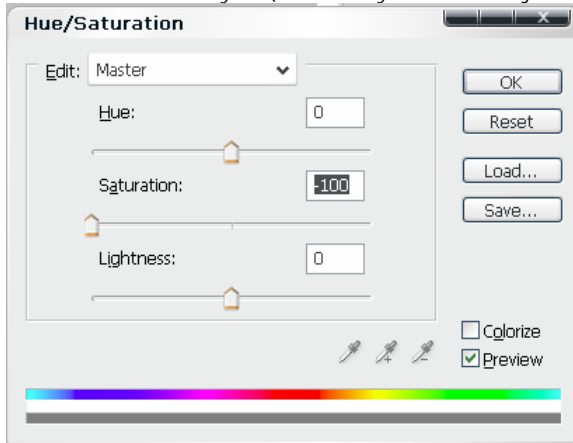 Hue/Saturation
Edit: Master
OK
Hue: 0
Reset
Load...
Saturation: -100
Save...
Lightness: 0
Colorize
Preview